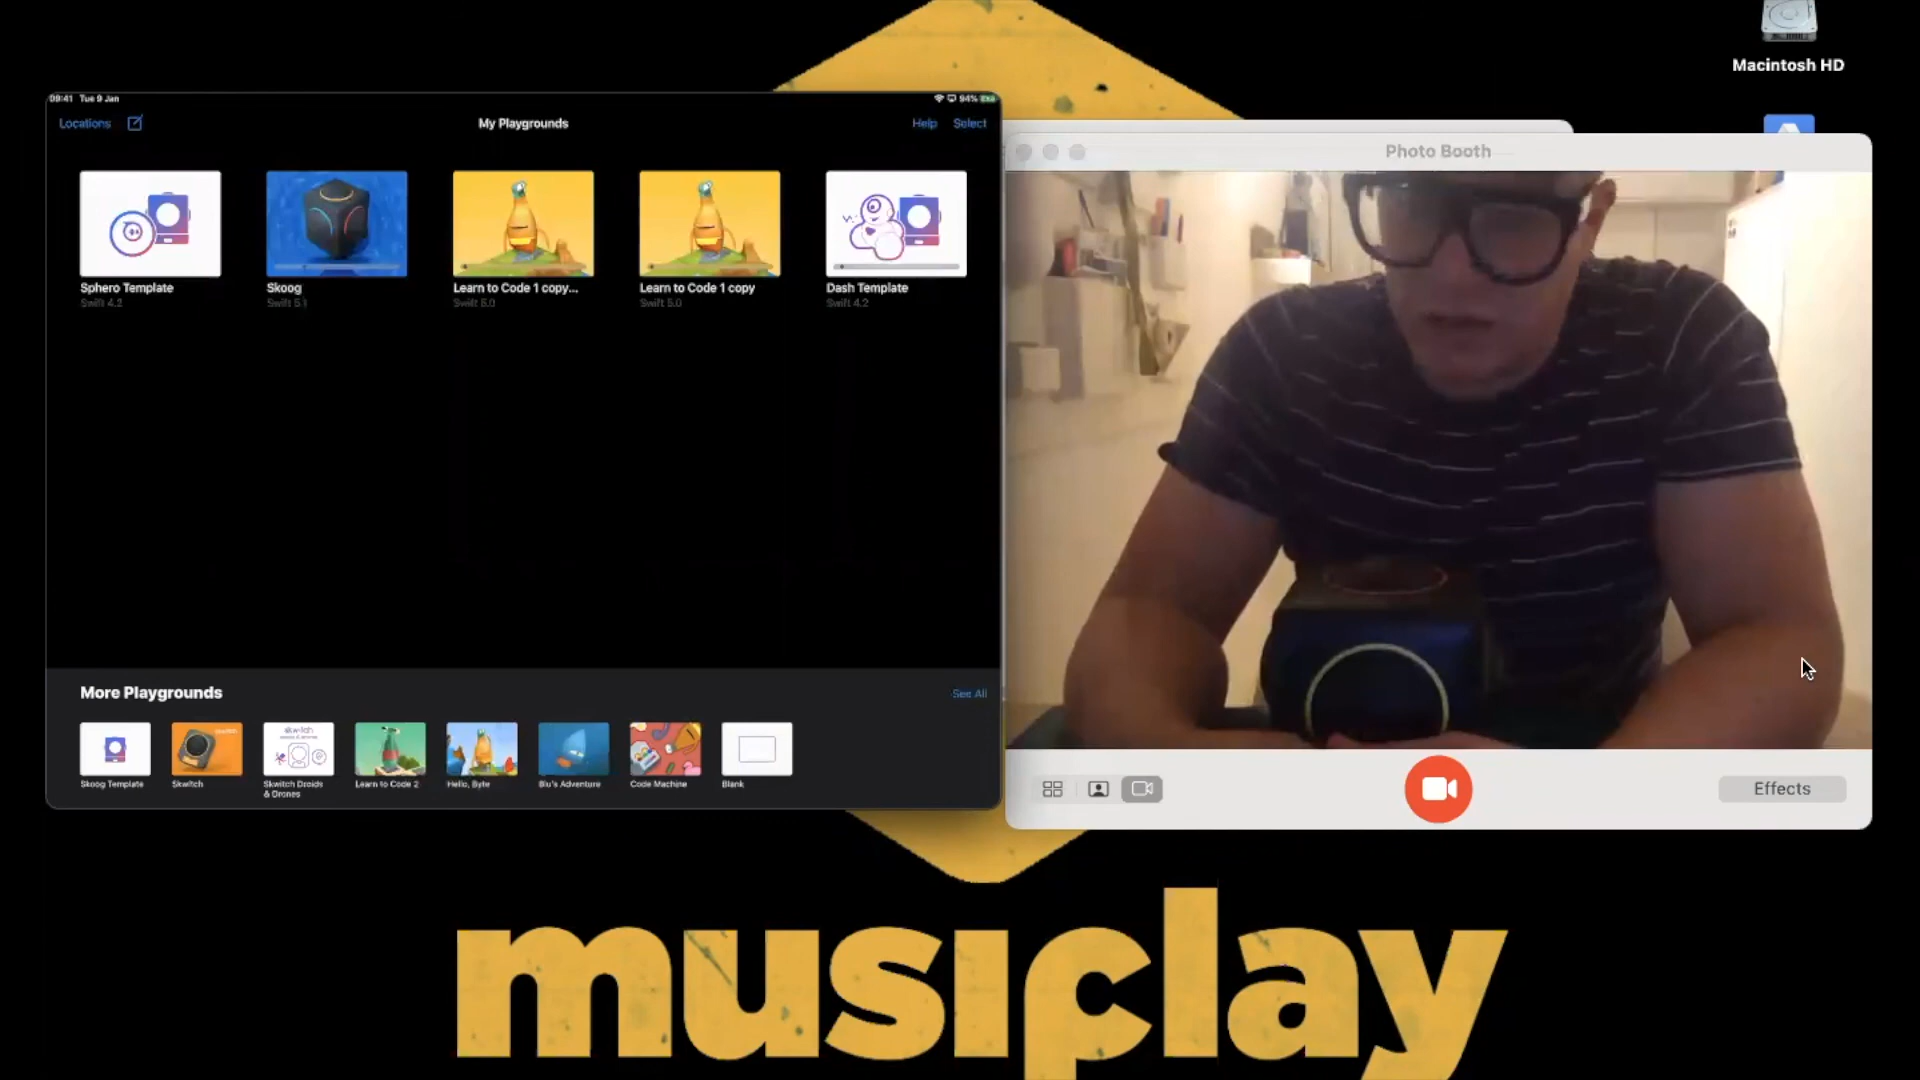 Macintosh HD
09:41 Tue 9 Jan
94%
Locations
My Playgrounds
Help
Select
Photo Booth
Sphero Template
Swift 4.2
Skoog
Swift 5.1
Learn to Code 1 copy...
Swift 5.0
Learn to Code 1 copy
Swift 5.0
Dash Template
Swift 4.2
More Playgrounds
See All
Skoog Template
Skwitch
Skwitch Droids
& Drones
Learn to Code 2
Hello, Byte
Blu's Adventure
Code Machine
Blank
Effects
musıclay